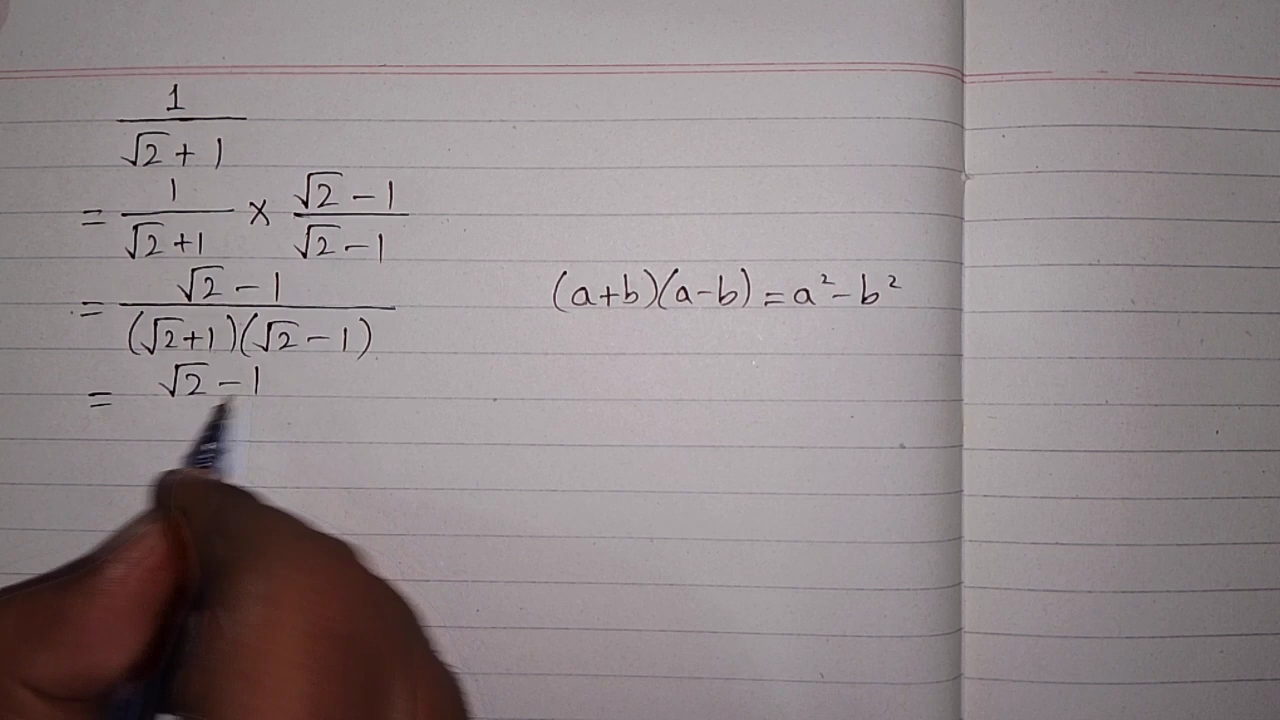 1
√2 + 1
= 1/(√2+1) × (√2 - 1)/(√2 - 1)
= (√2 - 1)/((√2+1)(√2 - 1))
(a+b)(a-b) = a² - b²
= √2 - 1